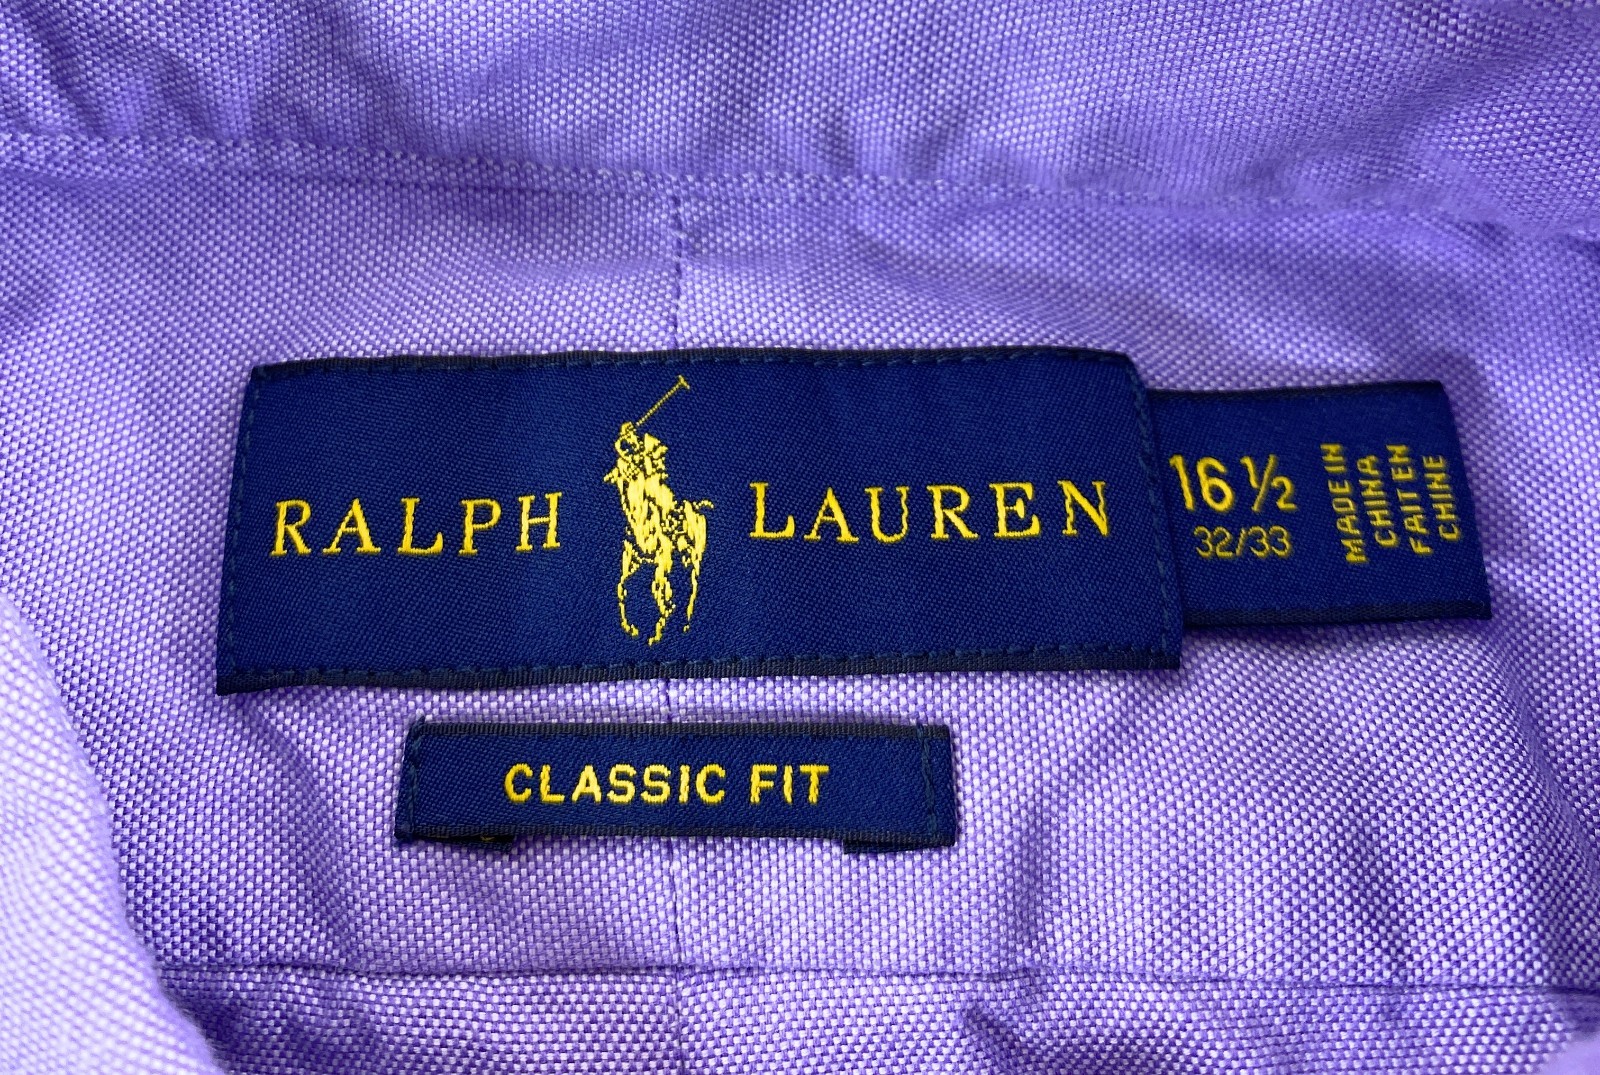 RALPH LAUREN
16 ½
32/33
MADE IN
CHINA
FAIT EN
CHINE
CLASSIC FIT